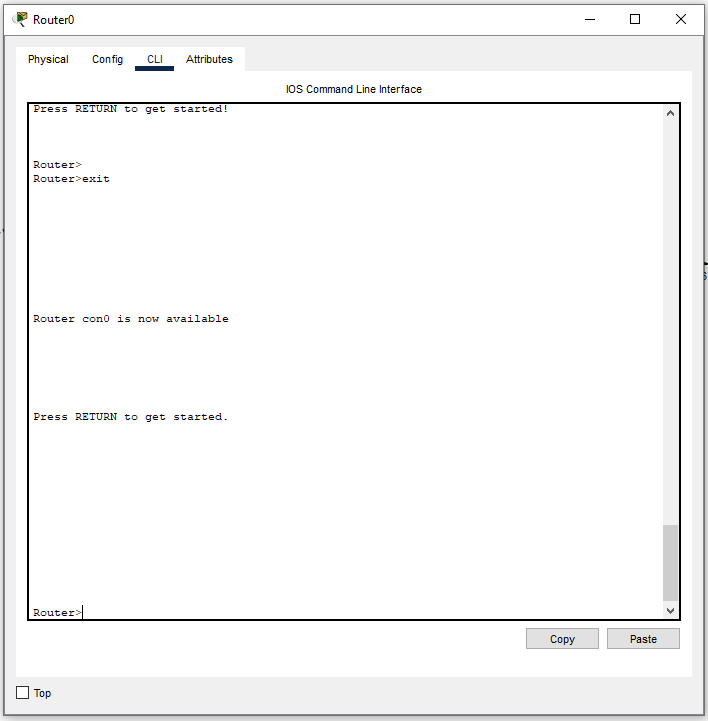 Router0
Physical Config CLI Attributes
IOS Command Line Interface
Press RETURN to get started!
Router>
Router>exit
Router con0 is now available
Press RETURN to get started.
Router>
Copy Paste
Top